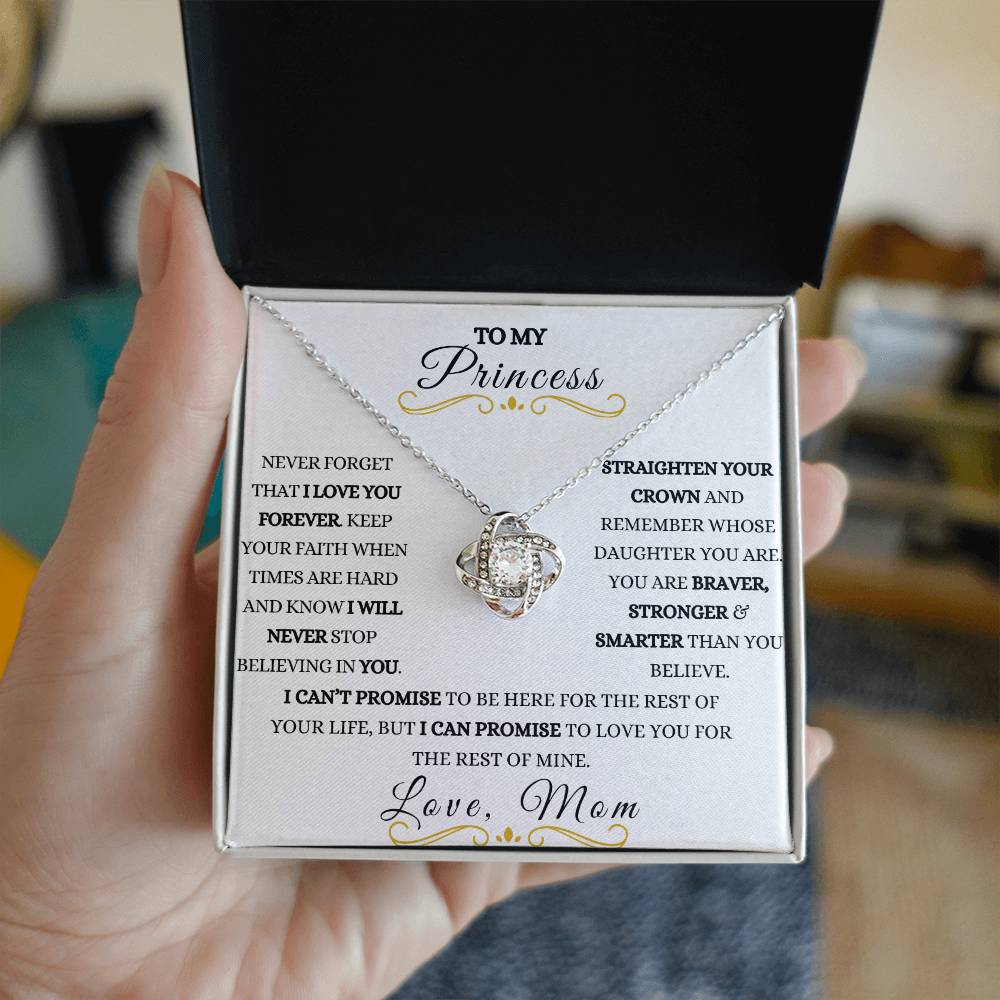 TO MY
Princess
NEVER FORGET
THAT I LOVE YOU
FOREVER. KEEP
YOUR FAITH WHEN
TIMES ARE HARD
AND KNOW I WILL
NEVER STOP
BELIEVING IN YOU.
STRAIGHTEN YOUR
CROWN AND
REMEMBER WHOSE
DAUGHTER YOU ARE.
YOU ARE BRAVER,
STRONGER &
SMARTER THAN YOU
BELIEVE.
I CAN'T PROMISE TO BE HERE FOR THE REST OF
YOUR LIFE, BUT I CAN PROMISE TO LOVE YOU FOR
THE REST OF MINE.
Love, Mom